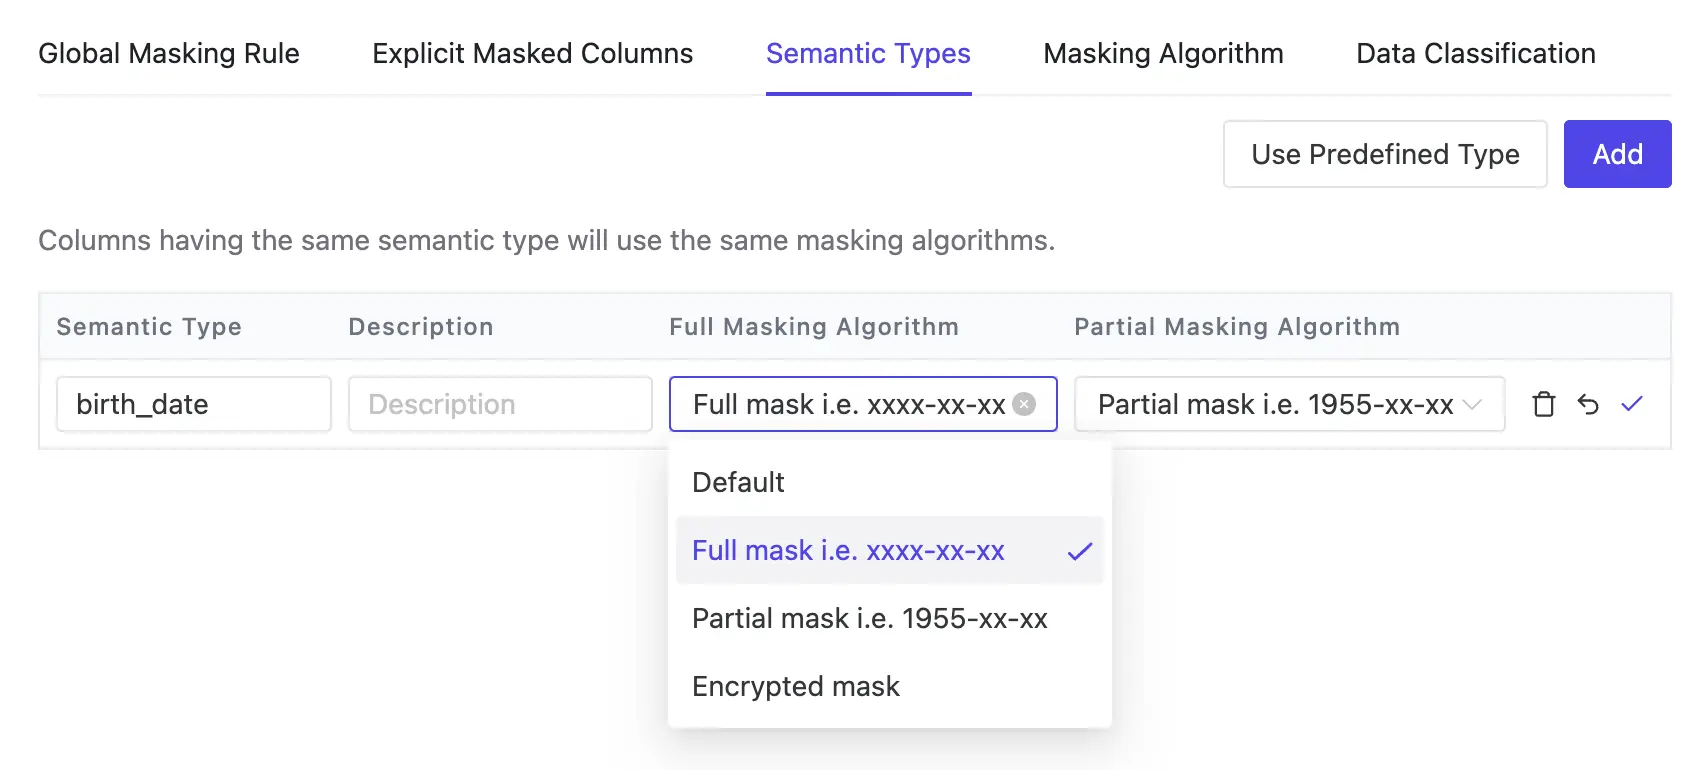 Global Masking Rule Explicit Masked Columns Semantic Types Masking Algorithm Data Classification
Use Predefined Type Add
Columns having the same semantic type will use the same masking algorithms.
Semantic Type Description Full Masking Algorithm Partial Masking Algorithm
birth_date Description Full mask i.e. xxxx-xx-xx Partial mask i.e. 1955-xx-xx
Default
Full mask i.e. xxxx-xx-xx
Partial mask i.e. 1955-xx-xx
Encrypted mask